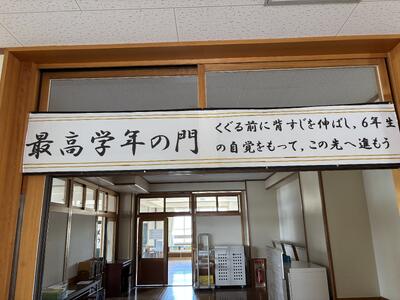 最高学年の門
くぐる前に背すじを伸ばし、6年生
の自覚をもって、この先へ進もう